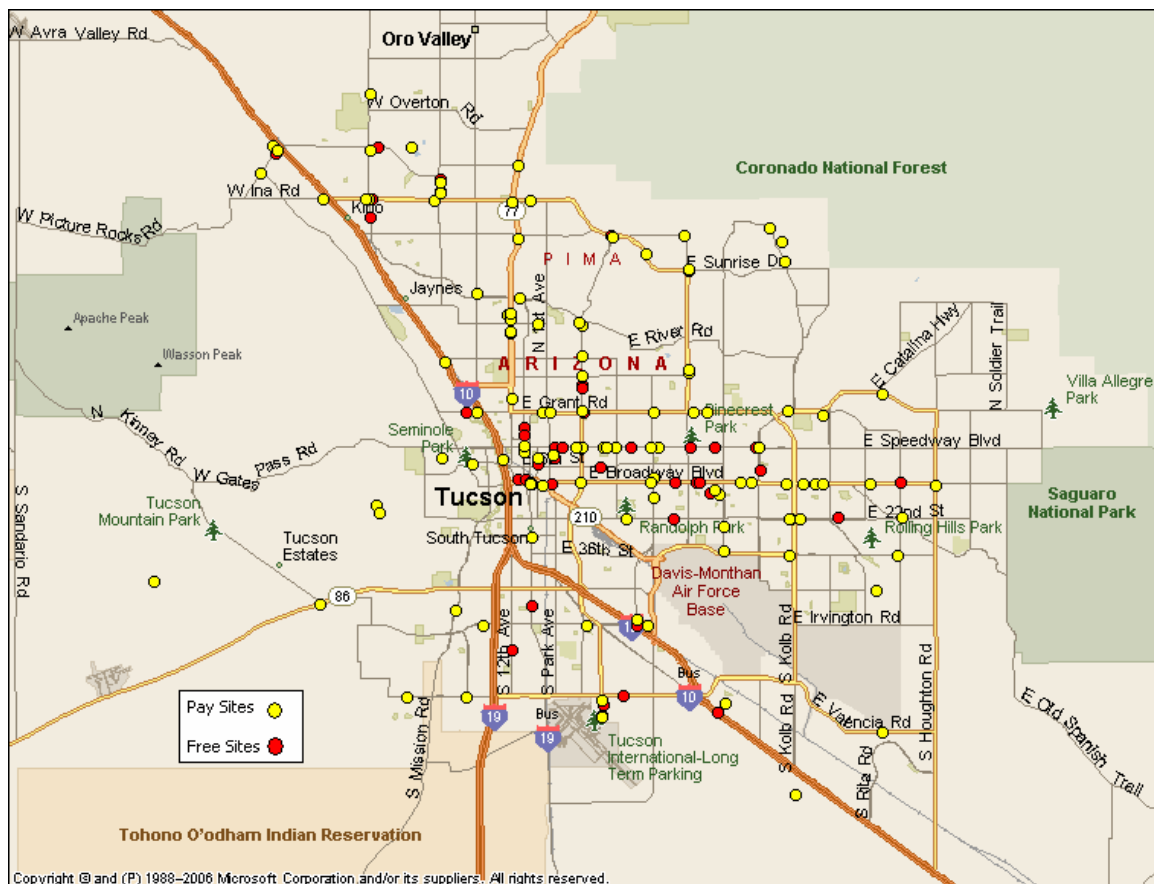 W Avra Valley Rd
Oro Valley
W Overton
Rd
Coronado National Forest
W Ina Rd
77
W Picture Rocks Rd
P I M A
E Sunrise Dr
Jaynes
N 1st Ave
E River Rd
E Catalina Hwy
N Soldier Trail
Apache Peak
Wasson Peak
A R I Z O N A
10
E Grant Rd
Villa Allegre
Park
Pinecrest
Park
N Kinney Rd
Seminole
Park
E Speedway Blvd
W Gates Pass Rd
E Broadway Blvd
Tucson
S Sandario Rd
Tucson
Mountain Park
210
Randolph Park
E 22nd St
Rolling Hills Park
Saguaro
National Park
Tucson
Estates
South Tucson
E 36th St
Davis-Monthan
Air Force
Base
86
E Irvington Rd
S 12th Ave
S Park Ave
S Kolb Rd
S Houghton Rd
Bus
10
Pay Sites
Free Sites
S Mission Rd
19
Bus
19
Tucson
International-Long
Term Parking
E Valencia Rd
S Kolb Rd
S Rita Rd
E Old Spanish Trail
Tohono O'odham Indian Reservation
Copyright © and (P) 1988–2006 Microsoft Corporation and/or its suppliers. All rights reserved.